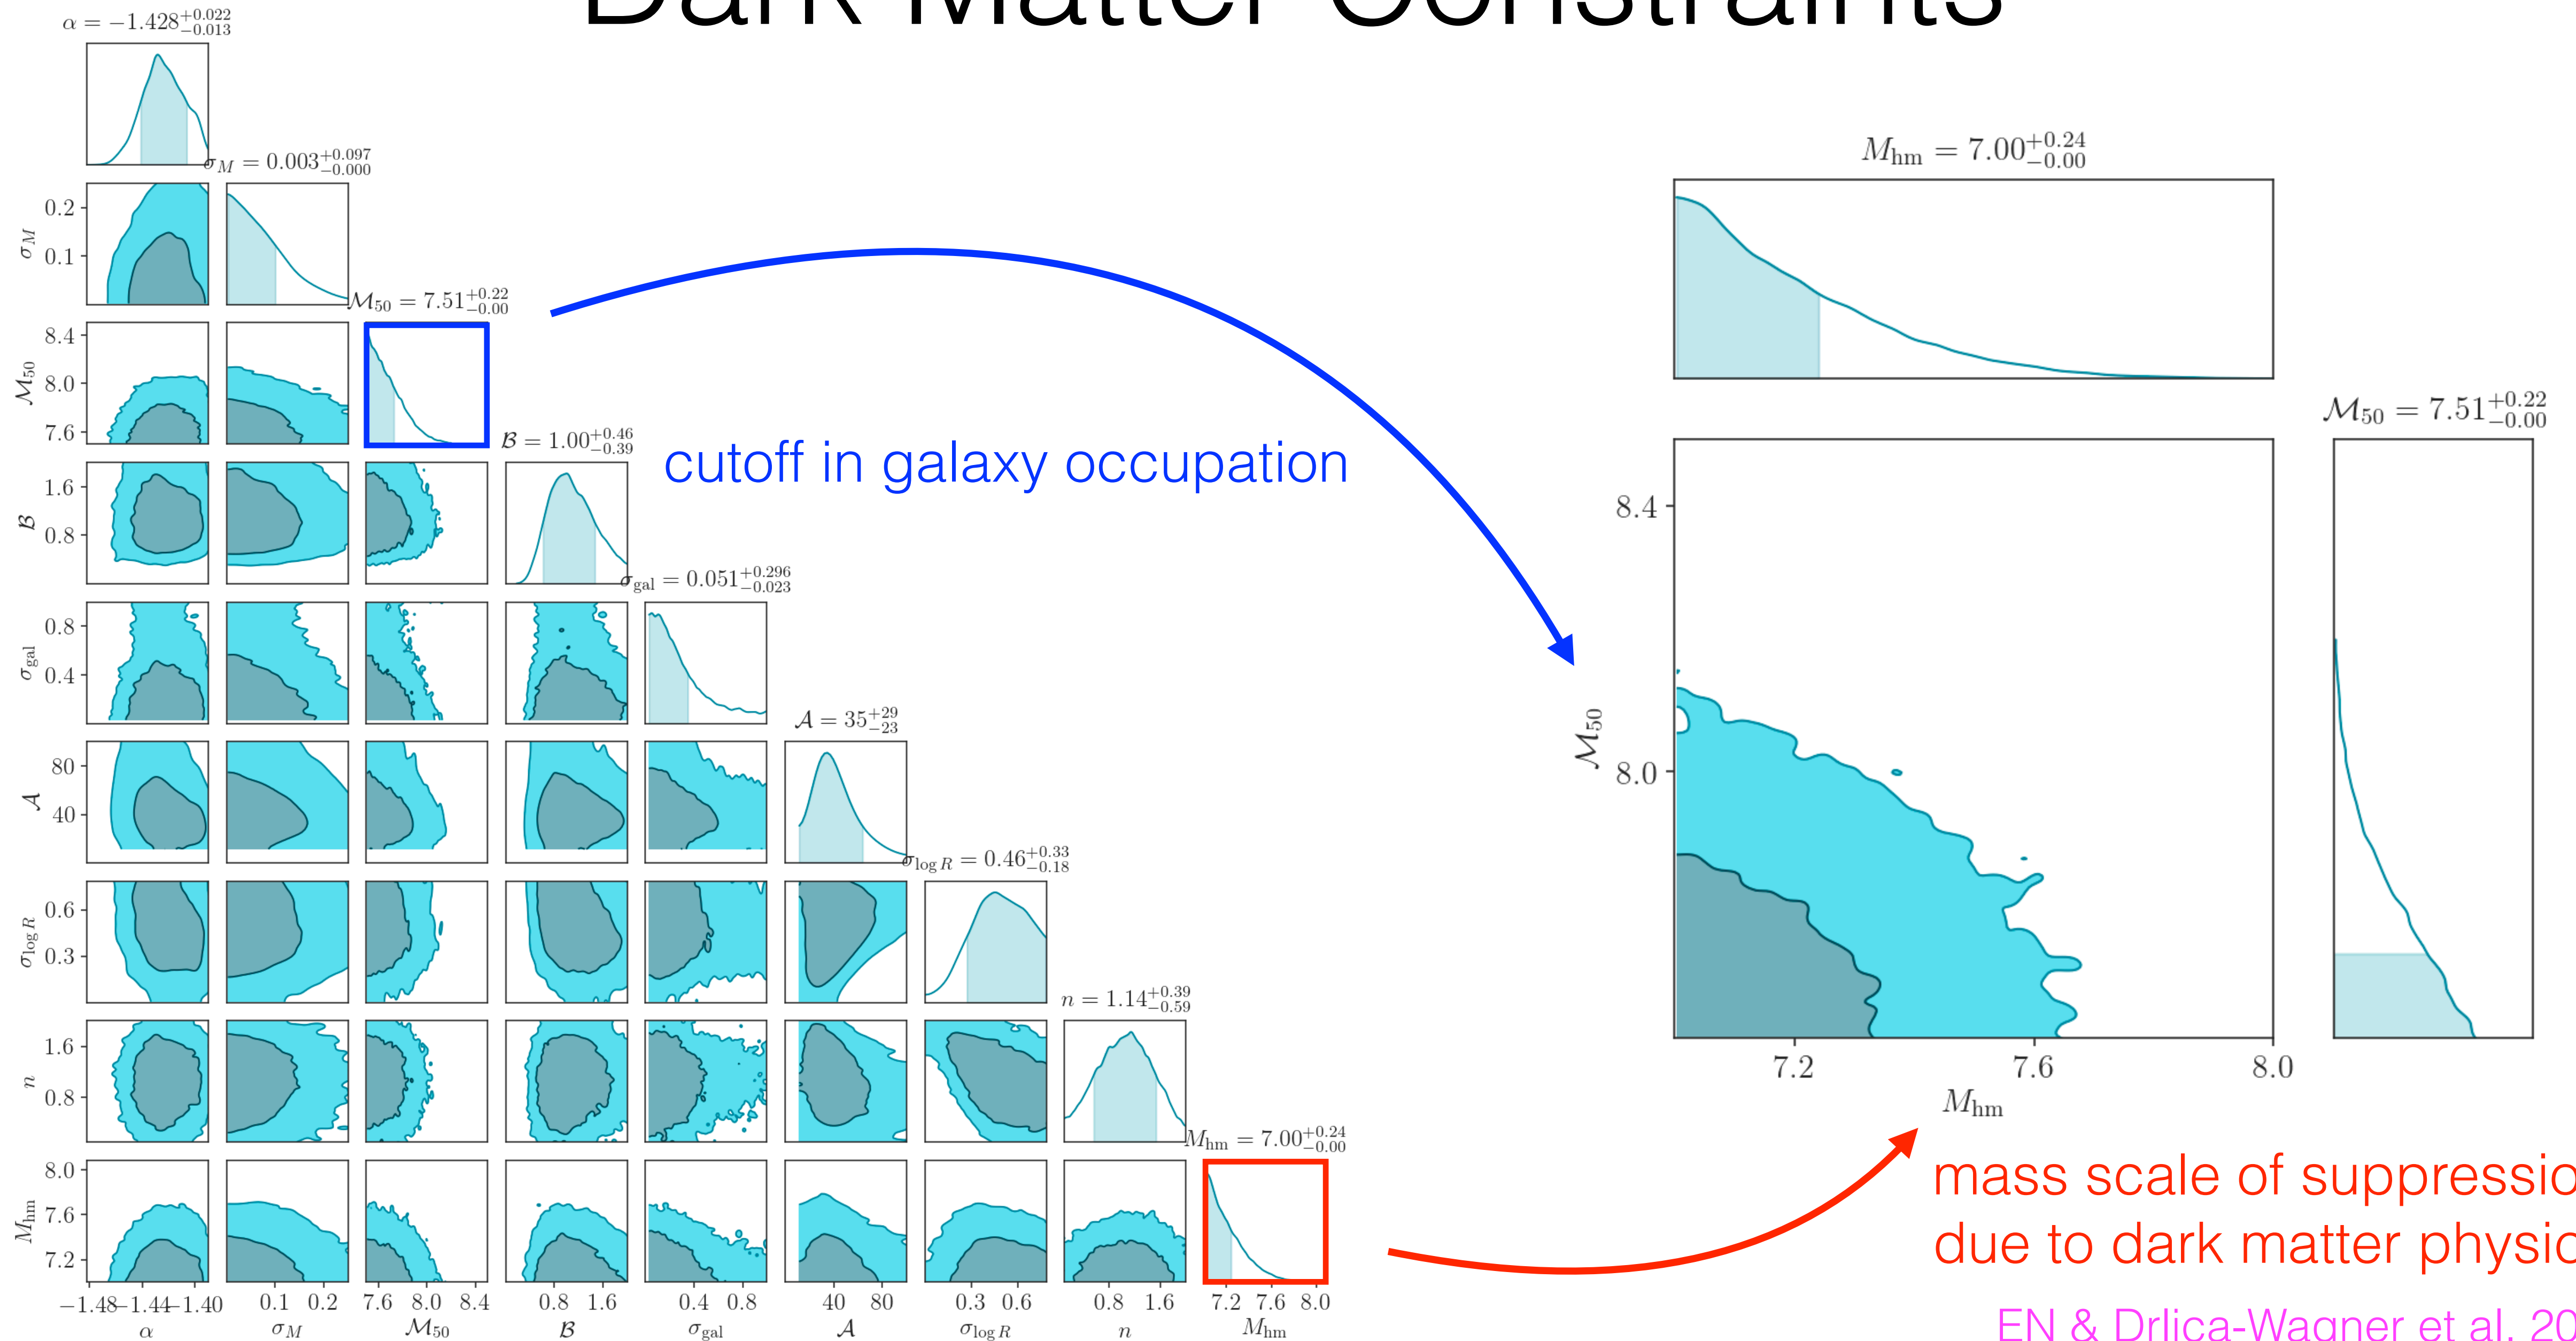 Dark Matter Constraints
α = −1.428+0.022 −0.013
σM = 0.003+0.097 −0.000
M50 = 7.51+0.22 −0.00
B = 1.00+0.46 −0.39
σgal = 0.051+0.296 −0.023
A = 35+29 −23
σlog R = 0.46+0.33 −0.18
n = 1.14+0.39 −0.59
Mhm = 7.00+0.24 −0.00
σM
0.2
0.1
M50
8.4
8.0
7.6
B
1.6
0.8
σgal
0.8
0.4
A
80
40
σlog R
0.6
0.3
n
1.6
0.8
Mhm
8.0
7.6
7.2
−1.48 −1.44 −1.40
0.1 0.2
7.6 8.0 8.4
0.8 1.6
0.4 0.8
40 80
0.3 0.6
0.8 1.6
7.2 7.6 8.0
α
σM
M50
B
σgal
A
σlog R
n
Mhm
cutoff in galaxy occupation
Mhm = 7.00+0.24 −0.00
M50 = 7.51+0.22 −0.00
8.4
8.0
M50
7.2 7.6 8.0
Mhm
mass scale of suppressio
due to dark matter physic
EN & Drlica-Wagner et al. 20